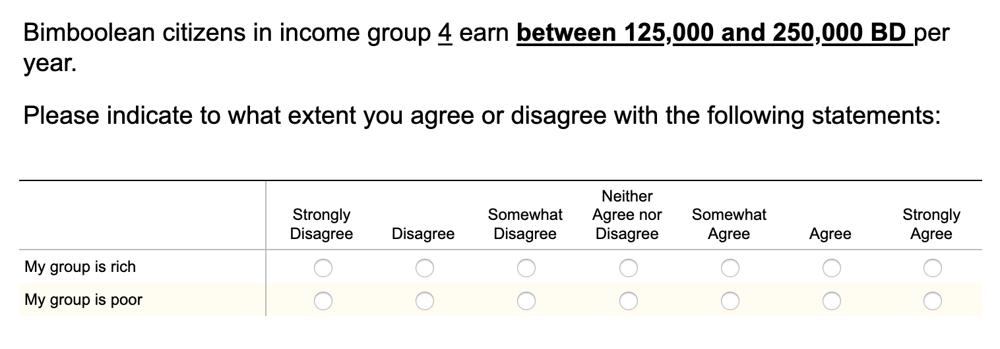 Bimboolean citizens in income group 4 earn between 125,000 and 250,000 BD per
year.
Please indicate to what extent you agree or disagree with the following statements:
Strongly Disagree
Disagree
Somewhat Disagree
Neither Agree nor Disagree
Somewhat Agree
Agree
Strongly Agree
My group is rich
My group is poor